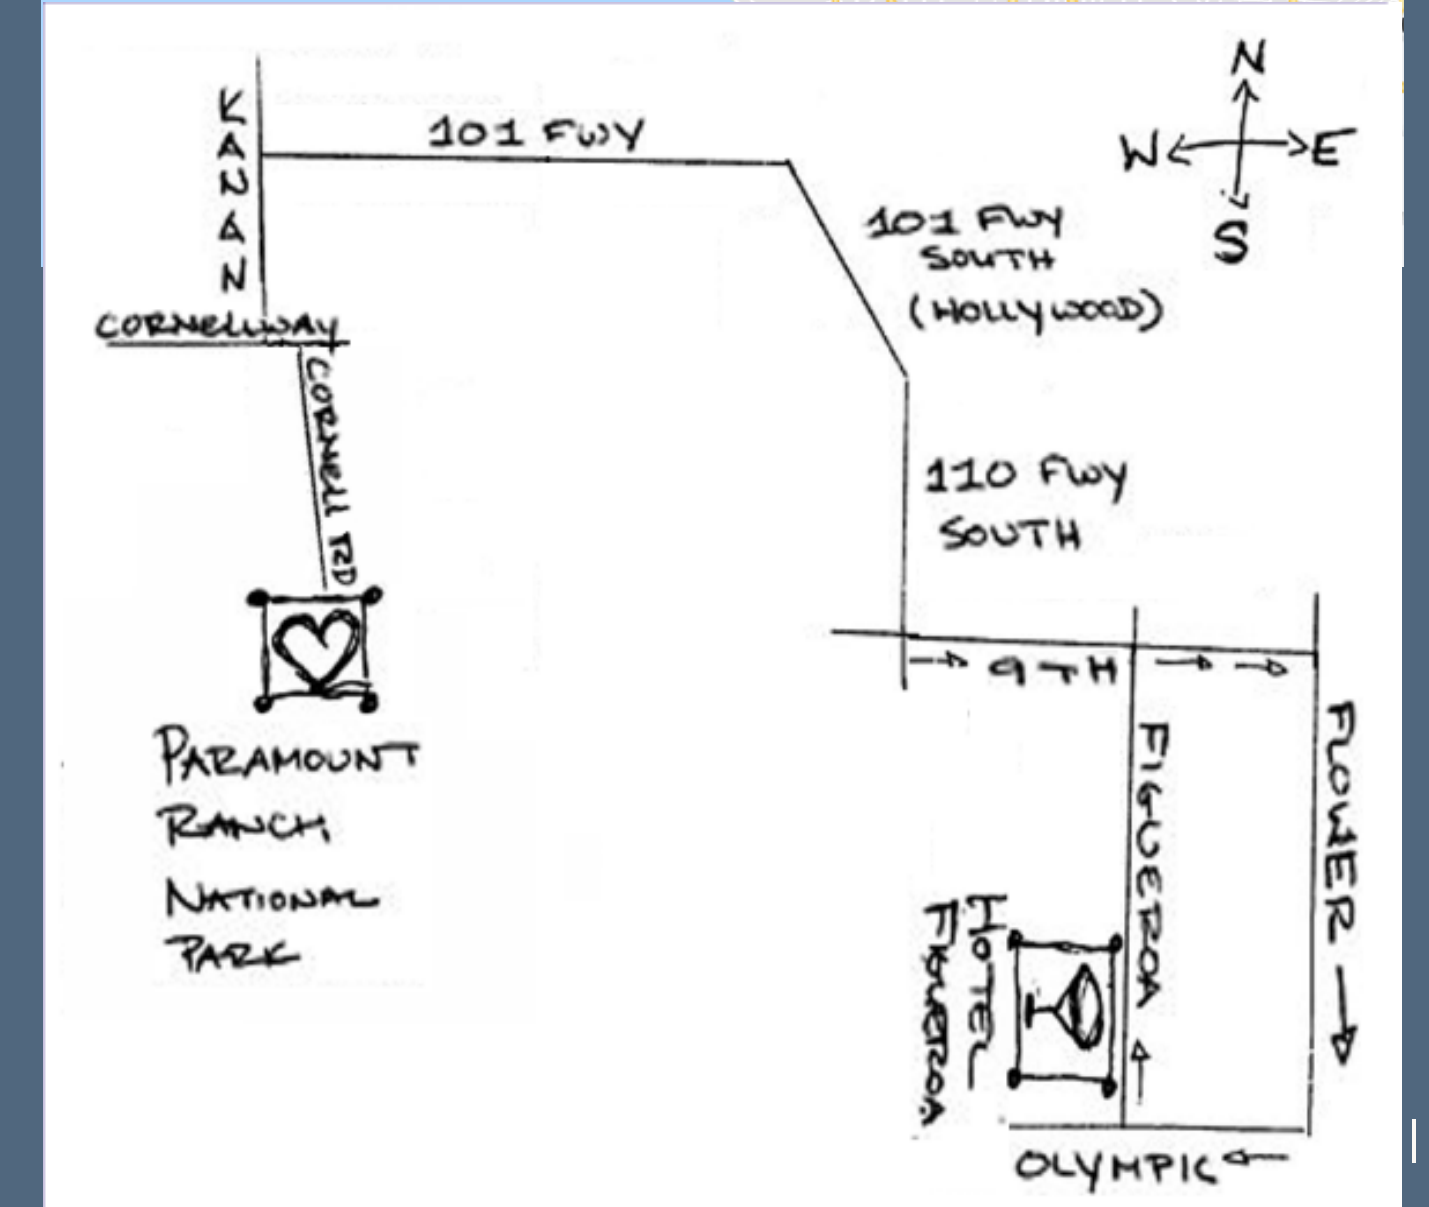 KANAN
101 FWY
N
W
E
S
101 FWY
SOUTH
(HOLLYWOOD)
CORNELLWAY
CORNELL RD
110 FWY
SOUTH
9TH
PARAMOUNT
RANCH
NATIONAL
PARK
FIGUEROA
FLOWER
HOTEL
FIGUEROA
OLYMPIC